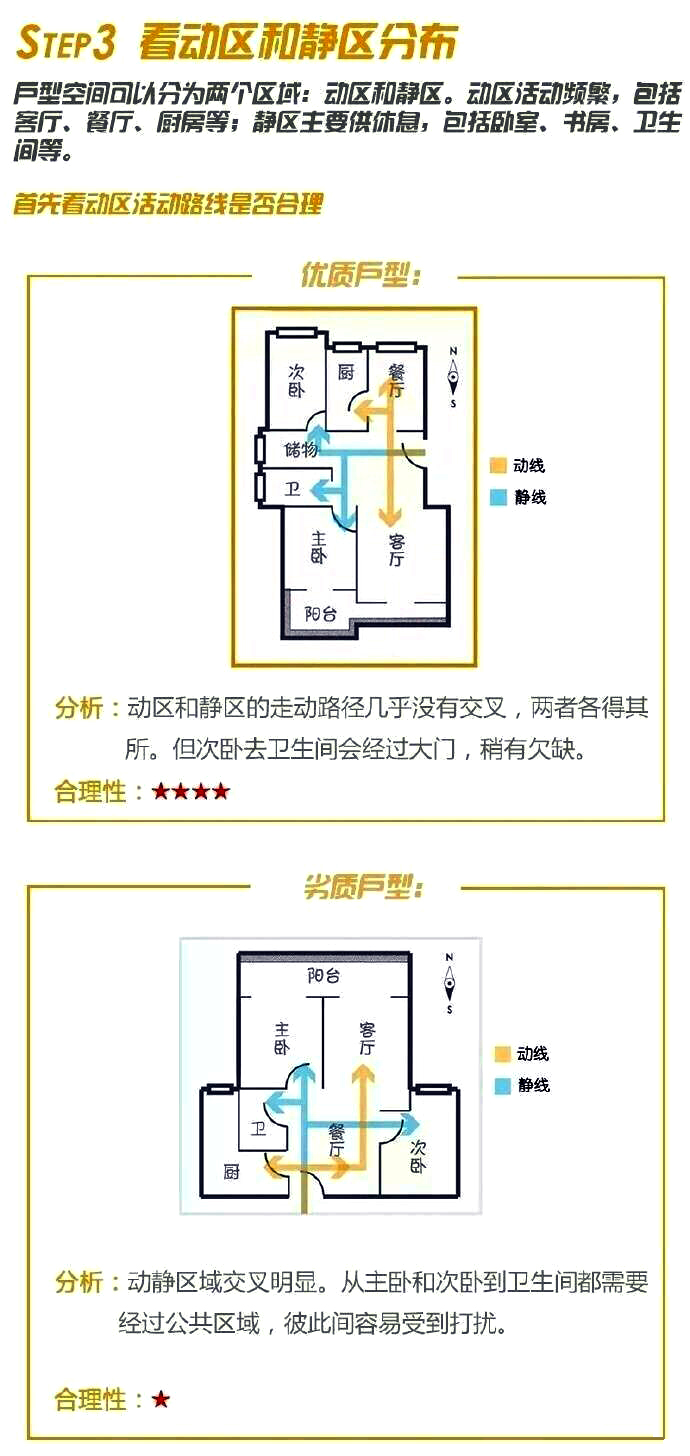 STEP3 看动区和静区分布
户型空间可以分为两个区域：动区和静区。动区活动频繁，包括
客厅、餐厅、厨房等；静区主要供休息，包括卧室、书房、卫生
间等。
首先看动区活动路线是否合理
优质户型：
次卧
厨
餐厅
N
S
储物
卫
动线
静线
主卧
客厅
阳台
分析：动区和静区的走动路径几乎没有交叉，两者各得其
所。但次卧去卫生间会经过大门，稍有欠缺。
合理性：★★★★
劣质户型：
阳台
N
S
主卧
客厅
动线
静线
卫
餐厅
次卧
厨
分析：动静区域交叉明显。从主卧和次卧到卫生间都需要
经过公共区域，彼此间容易受到打扰。
合理性：★